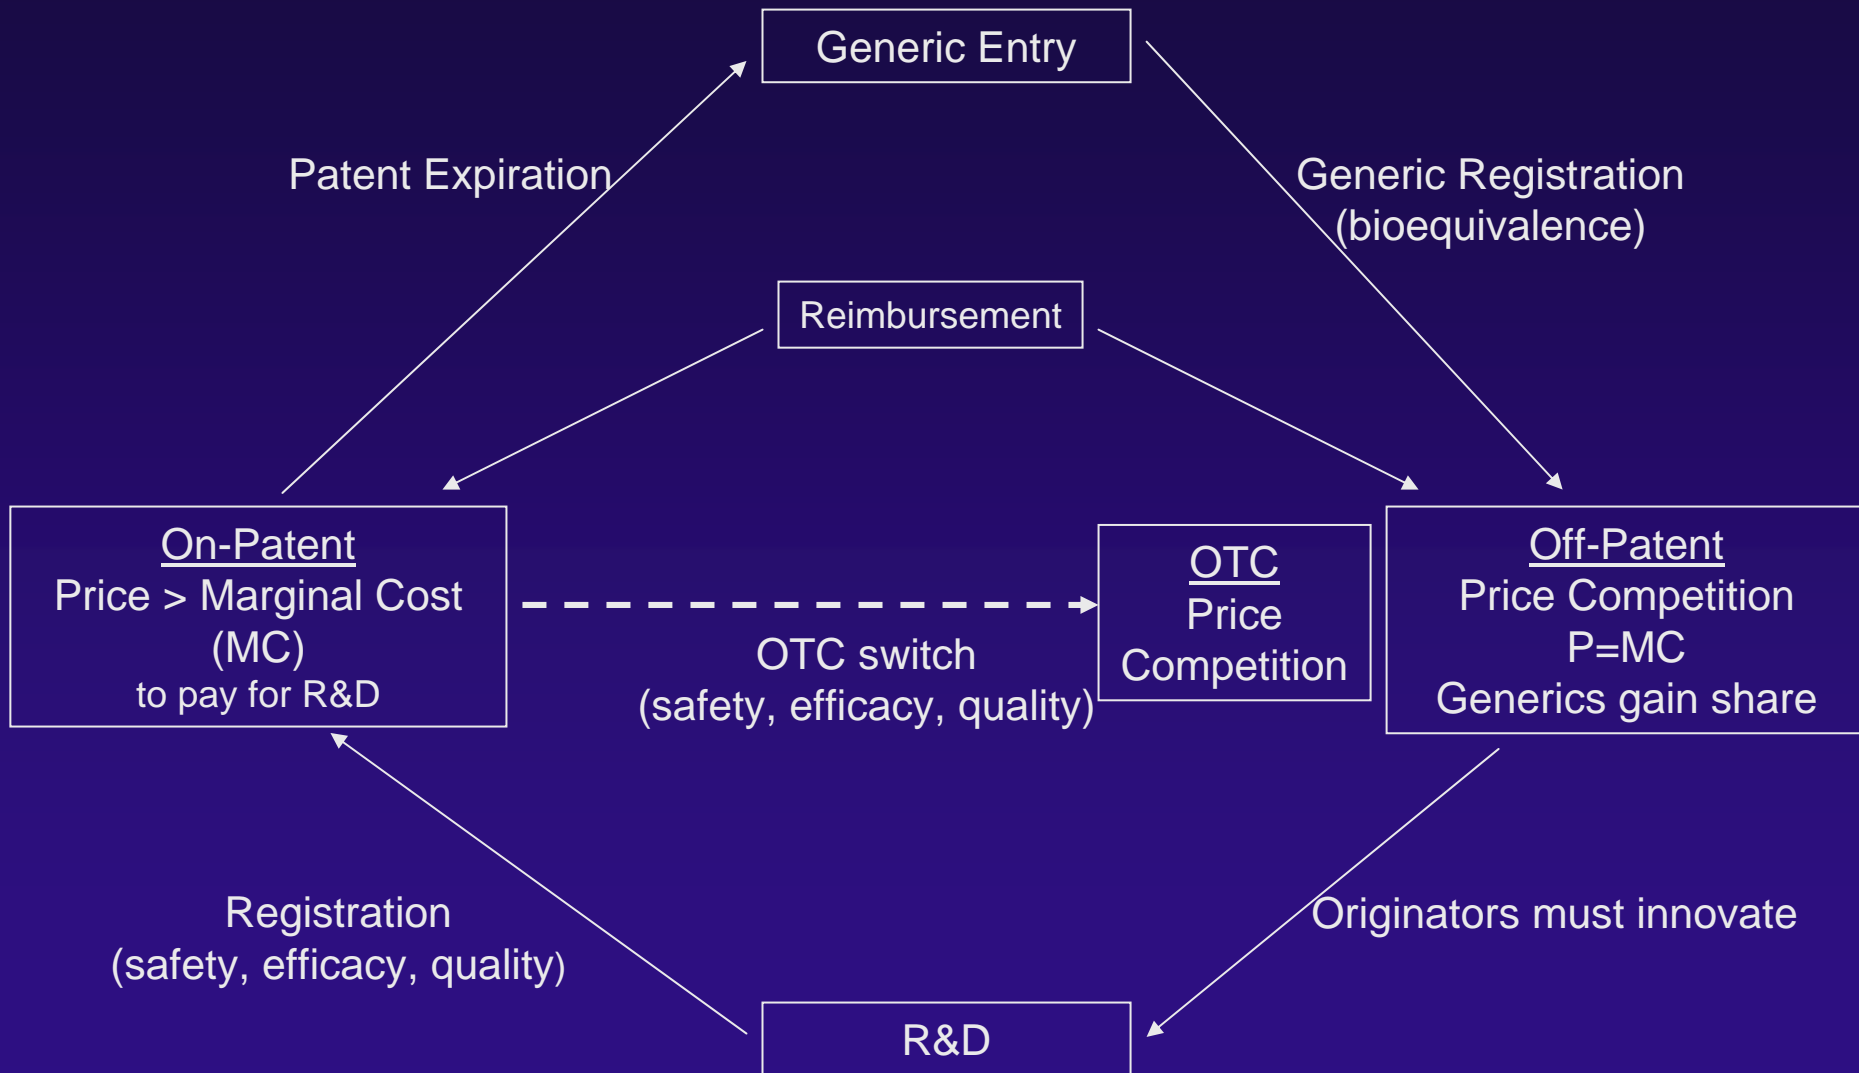 Generic Entry
Patent Expiration
Generic Registration
(bioequivalence)
Reimbursement
On-Patent
Price > Marginal Cost
(MC)
to pay for R&D
OTC switch
(safety, efficacy, quality)
OTC
Price
Competition
Off-Patent
Price Competition
P=MC
Generics gain share
Registration
(safety, efficacy, quality)
Originators must innovate
R&D